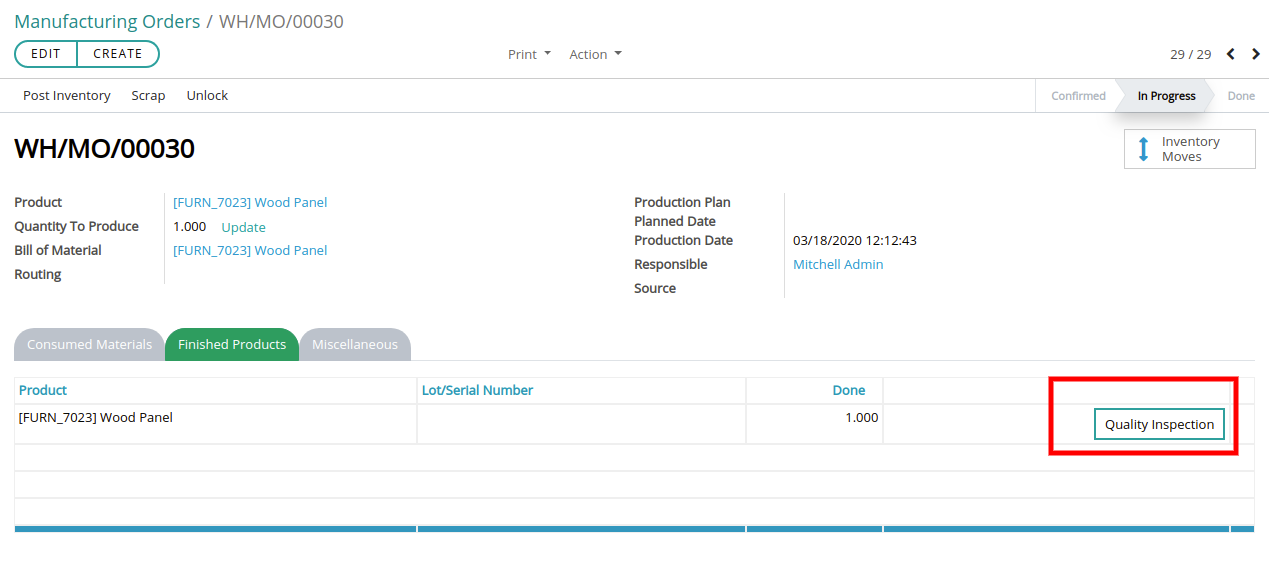 Manufacturing Orders / WH/MO/00030
EDIT CREATE Print Action 29 / 29
Post Inventory Scrap Unlock Confirmed In Progress Done
WH/MO/00030
Inventory
Moves
Product [FURN_7023] Wood Panel
Quantity To Produce 1.000 Update
Bill of Material [FURN_7023] Wood Panel
Routing
Production Plan
Planned Date
Production Date 03/18/2020 12:12:43
Responsible Mitchell Admin
Source
Consumed Materials Finished Products Miscellaneous
Product Lot/Serial Number Done
[FURN_7023] Wood Panel 1.000 Quality Inspection